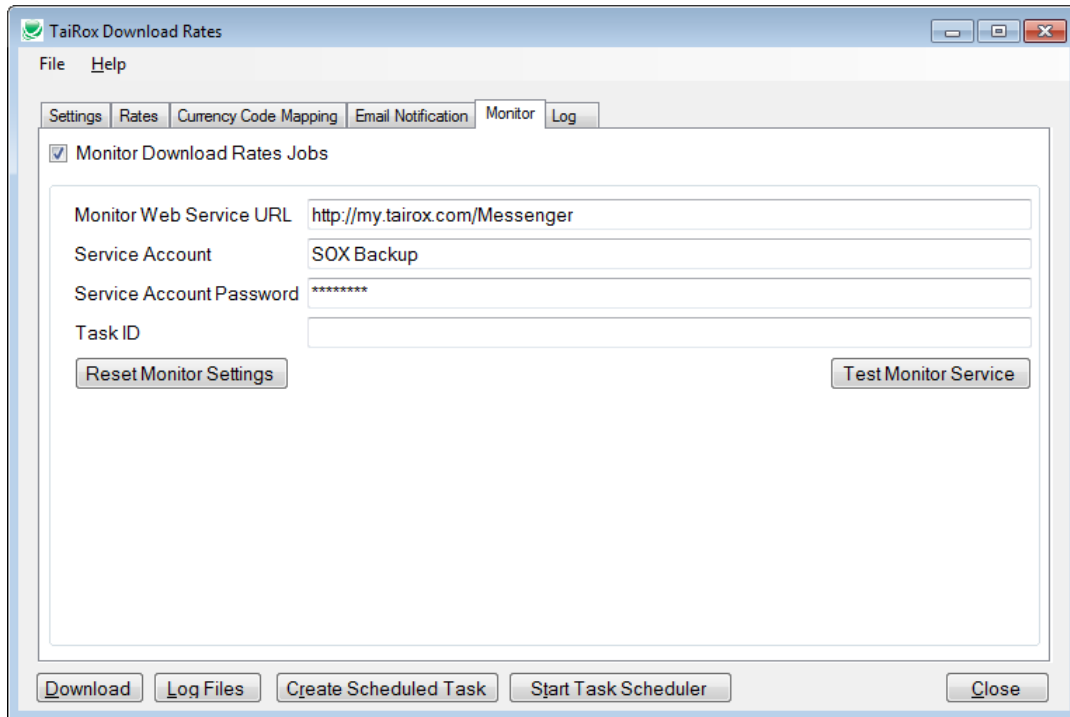 TaiRox Download Rates
File Help
Settings Rates Currency Code Mapping Email Notification Monitor Log
Monitor Download Rates Jobs
Monitor Web Service URL http://my.tairox.com/Messenger
Service Account SOX Backup
Service Account Password ********
Task ID
Reset Monitor Settings Test Monitor Service
Download Log Files Create Scheduled Task Start Task Scheduler Close